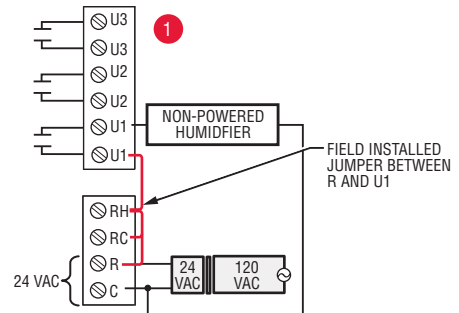 U3
1
U3
U2
U2
U1
NON-POWERED
HUMIDFIER
U1
FIELD INSTALLED
JUMPER BETWEEN
R AND U1
RH
RC
R
24
VAC
120
VAC
24 VAC
C